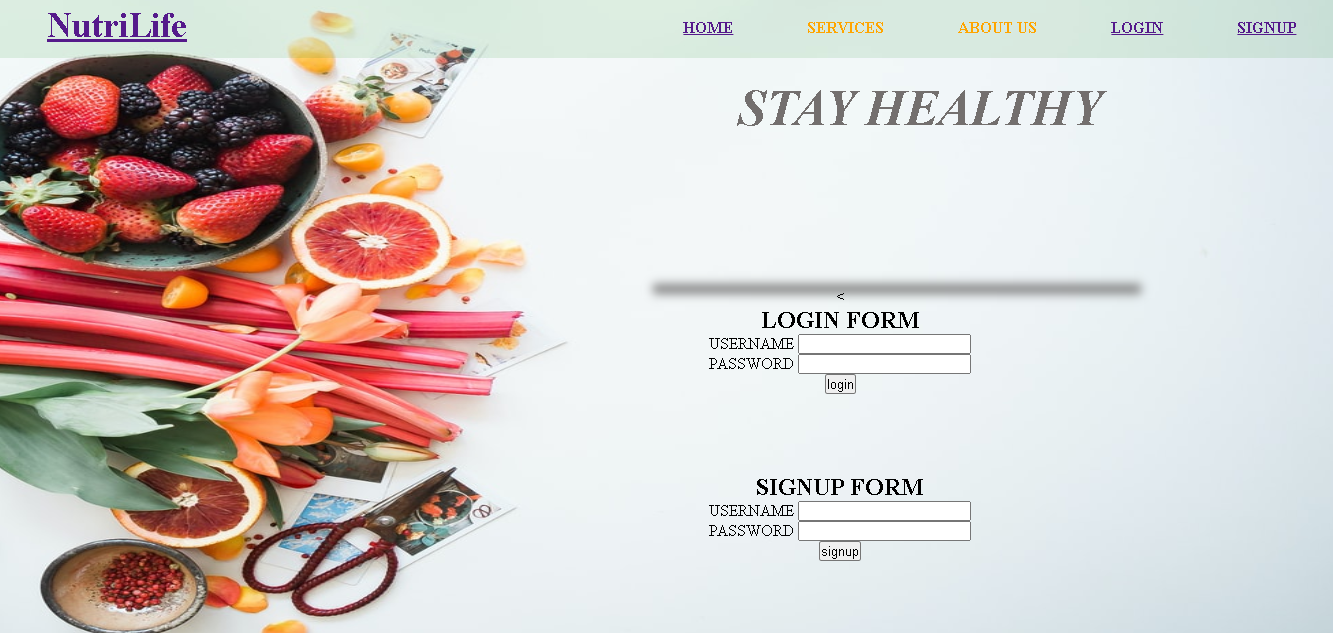 NutriLife
HOME SERVICES ABOUT US LOGIN SIGNUP
STAY HEALTHY
<
LOGIN FORM
USERNAME
PASSWORD
login
SIGNUP FORM
USERNAME
PASSWORD
signup